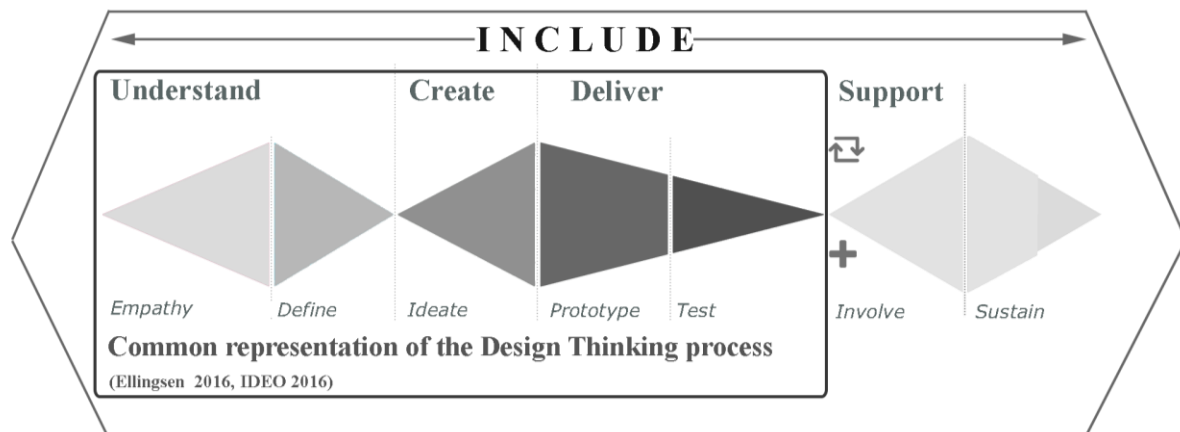 INCLUDE
Understand Create Deliver Support
Empathy Define Ideate Prototype Test Involve Sustain
Common representation of the Design Thinking process
(Ellingsen 2016, IDEO 2016)